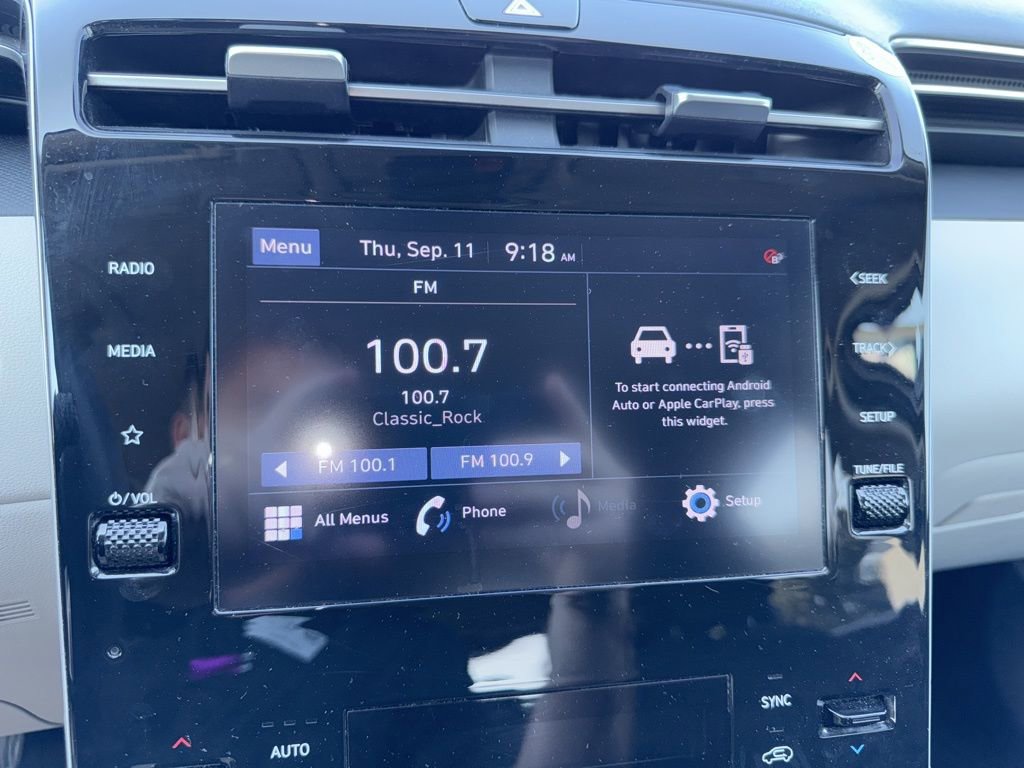 Menu Thu, Sep. 11 9:18 AM
RADIO
<SEEK
FM
MEDIA
TRACK>
100.7
100.7
Classic_Rock
To start connecting Android
Auto or Apple CarPlay, press
this widget.
SETUP
FM 100.1 FM 100.9
TUNE/FILE
/VOL
All Menus Phone Media Setup
SYNC
AUTO